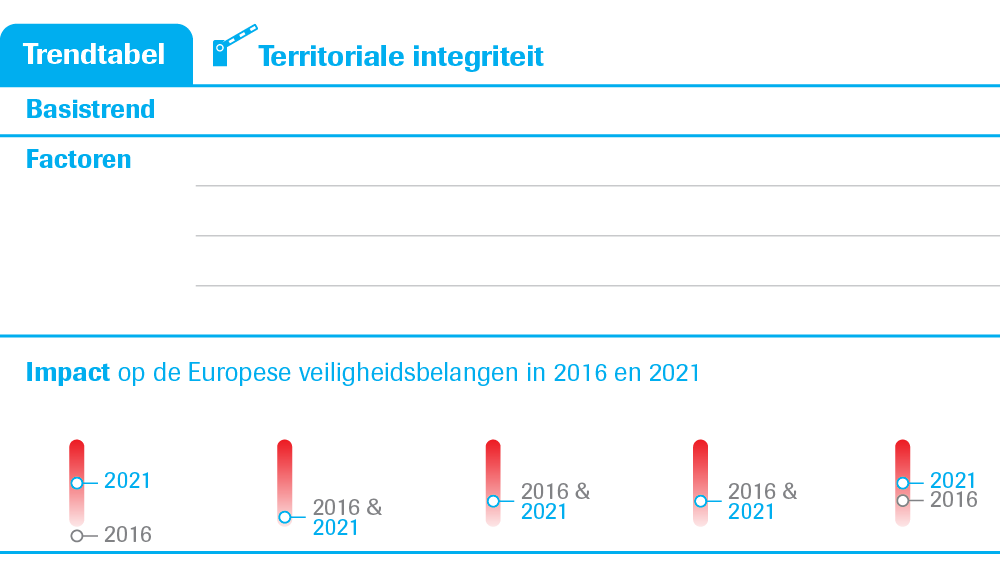 Trendtabel
Territoriale integriteit
Basistrend
Factoren
Impact op de Europese veiligheidsbelangen in 2016 en 2021
2021
2016
2016 &
2021
2016 &
2021
2016 &
2021
2021
2016